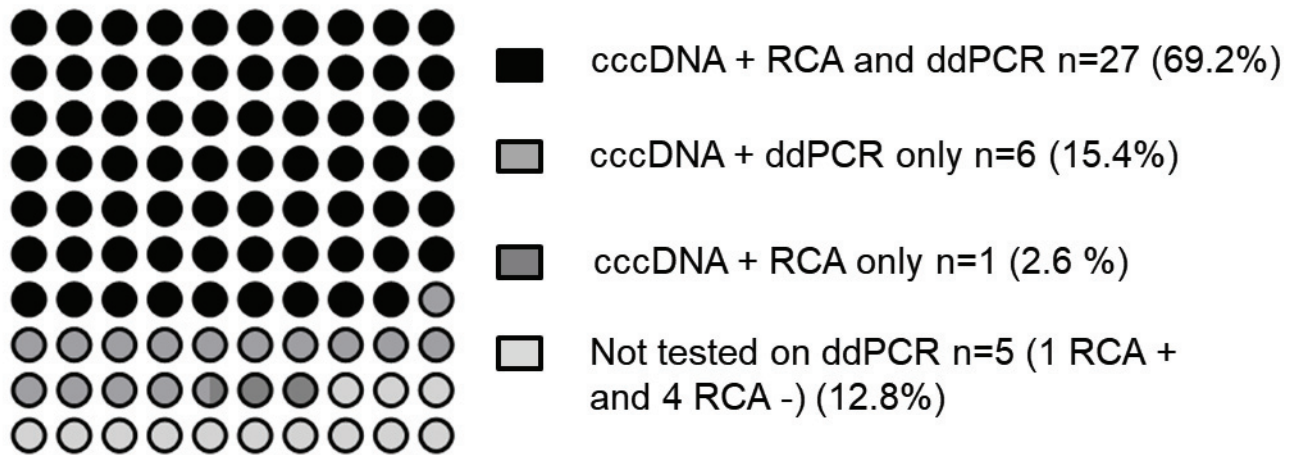 cccDNA + RCA and ddPCR n=27 (69.2%)
cccDNA + ddPCR only n=6 (15.4%)
cccDNA + RCA only n=1 (2.6 %)
Not tested on ddPCR n=5 (1 RCA +
and 4 RCA -) (12.8%)